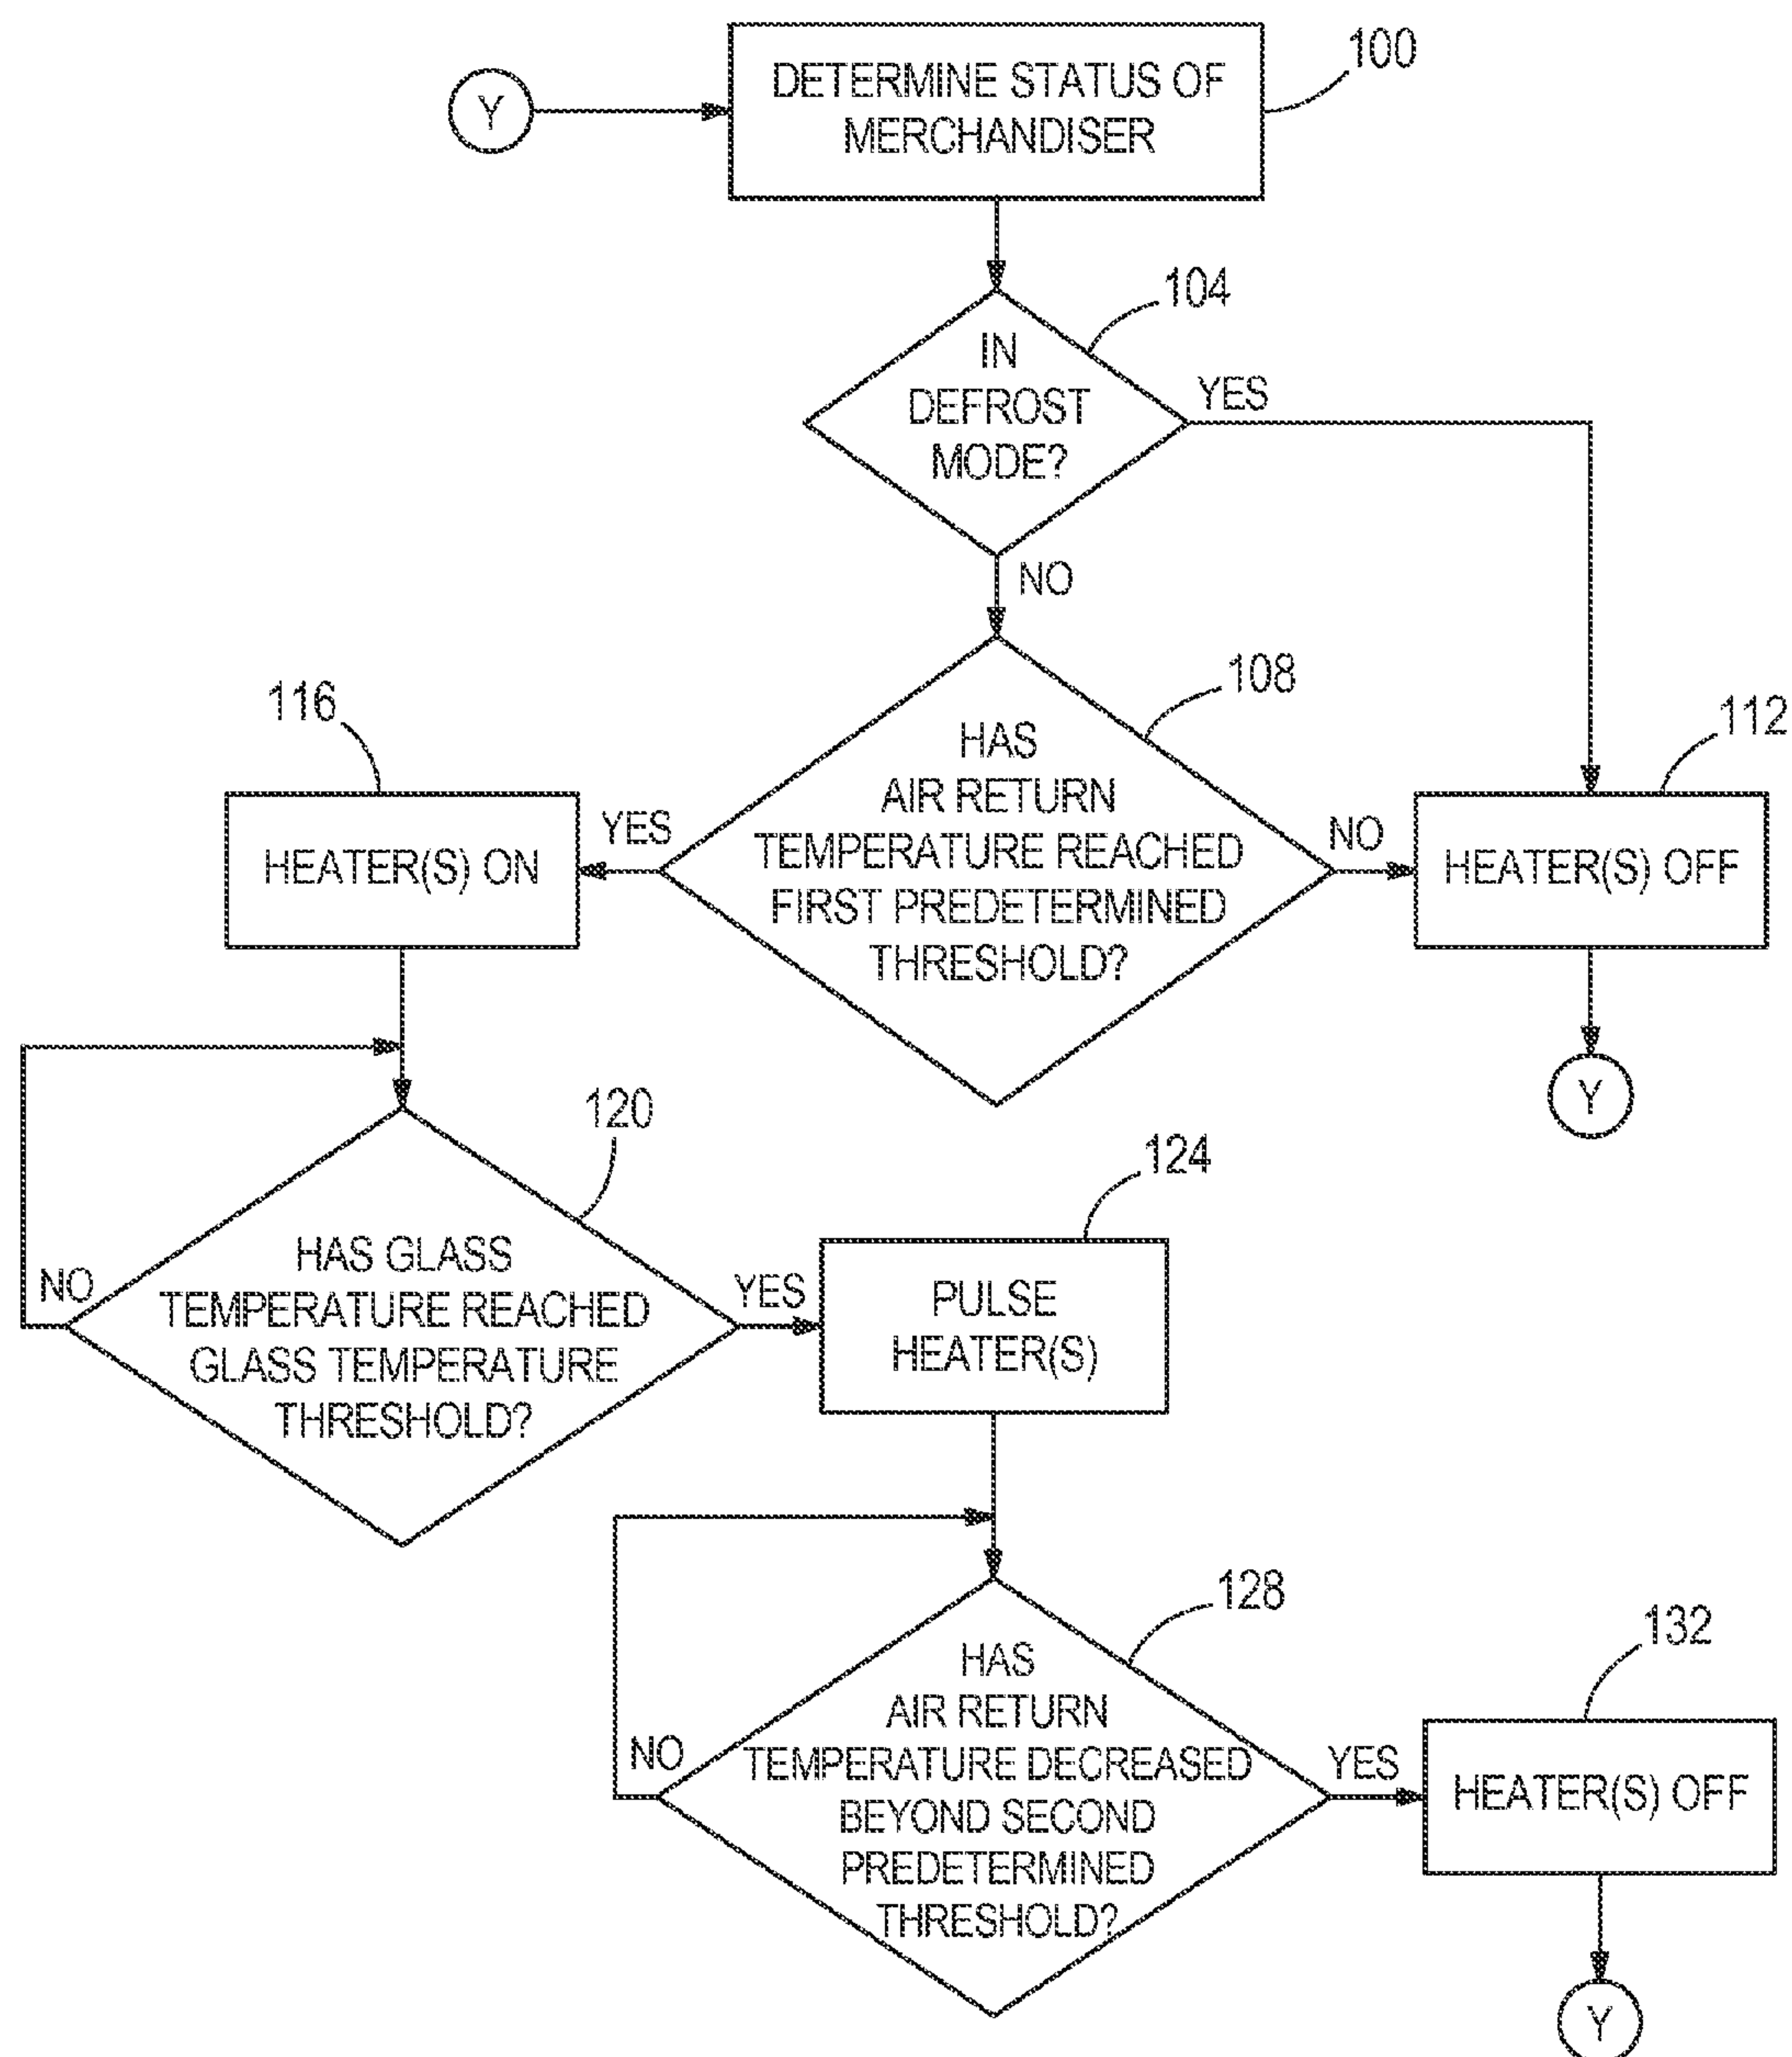 100
Y
DETERMINE STATUS OF
MERCHANDISER
104
IN
DEFROST
MODE?
YES
NO
108
116
112
HAS
AIR RETURN
TEMPERATURE REACHED
FIRST PREDETERMINED
THRESHOLD?
YES
NO
HEATER(S) ON
HEATER(S) OFF
Y
120
124
HAS GLASS
TEMPERATURE REACHED
GLASS TEMPERATURE
THRESHOLD?
NO
YES
PULSE
HEATER(S)
128
132
HAS
AIR RETURN
TEMPERATURE DECREASED
BEYOND SECOND
PREDETERMINED
THRESHOLD?
NO
YES
HEATER(S) OFF
Y